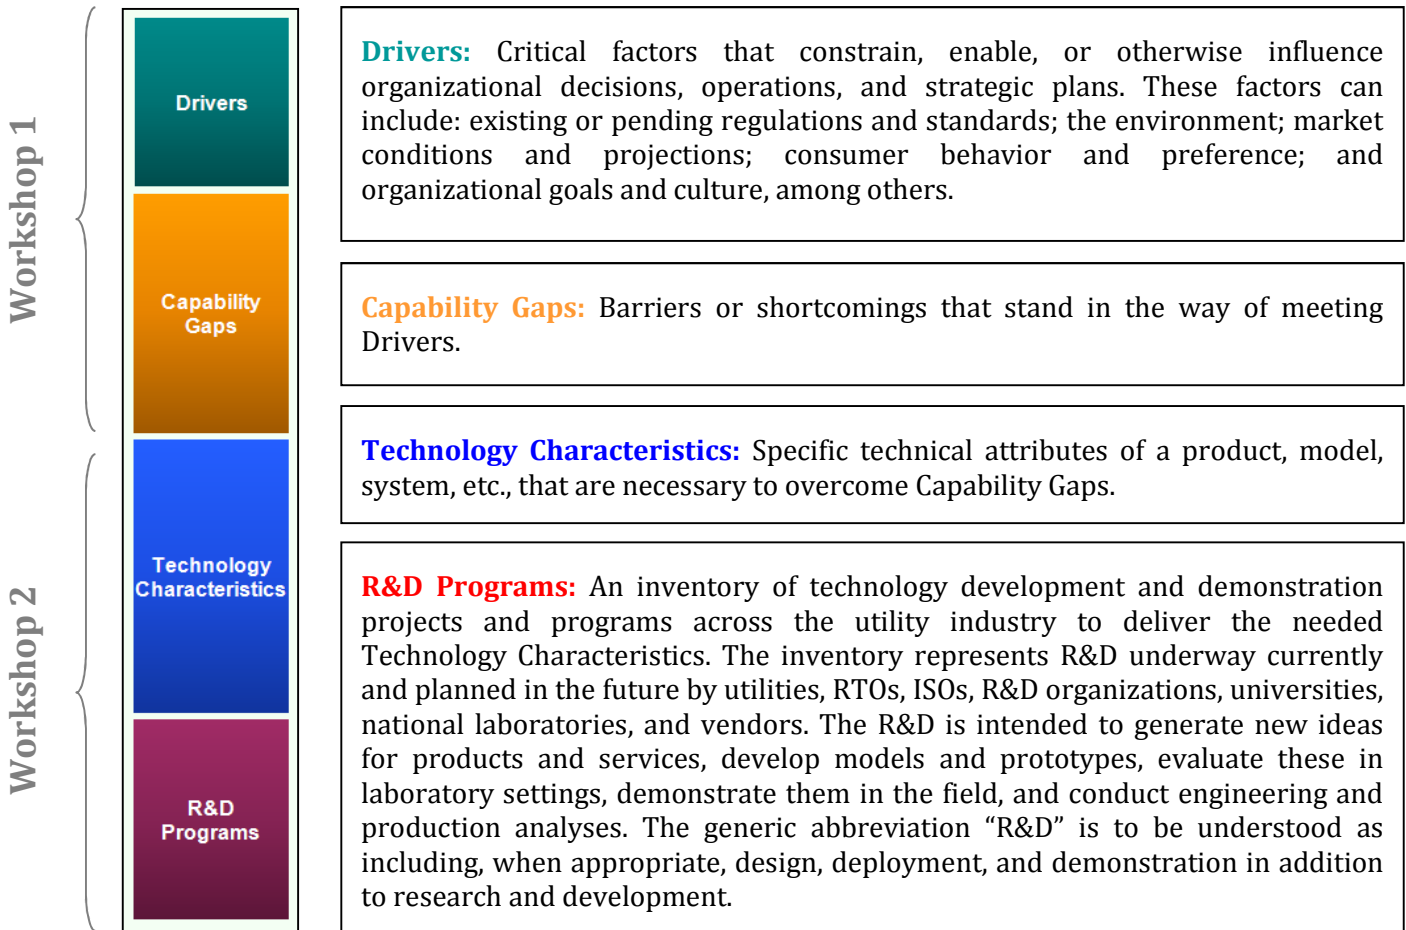 Workshop 1
Drivers
Capability
Gaps
Workshop 2
Technology
Characteristics
R&D
Programs
Drivers: Critical factors that constrain, enable, or otherwise influence
organizational decisions, operations, and strategic plans. These factors can
include: existing or pending regulations and standards; the environment; market
conditions and projections; consumer behavior and preference; and
organizational goals and culture, among others.
Capability Gaps: Barriers or shortcomings that stand in the way of meeting
Drivers.
Technology Characteristics: Specific technical attributes of a product, model,
system, etc., that are necessary to overcome Capability Gaps.
R&D Programs: An inventory of technology development and demonstration
projects and programs across the utility industry to deliver the needed
Technology Characteristics. The inventory represents R&D underway currently
and planned in the future by utilities, RTOs, ISOs, R&D organizations, universities,
national laboratories, and vendors. The R&D is intended to generate new ideas
for products and services, develop models and prototypes, evaluate these in
laboratory settings, demonstrate them in the field, and conduct engineering and
production analyses. The generic abbreviation “R&D” is to be understood as
including, when appropriate, design, deployment, and demonstration in addition
to research and development.